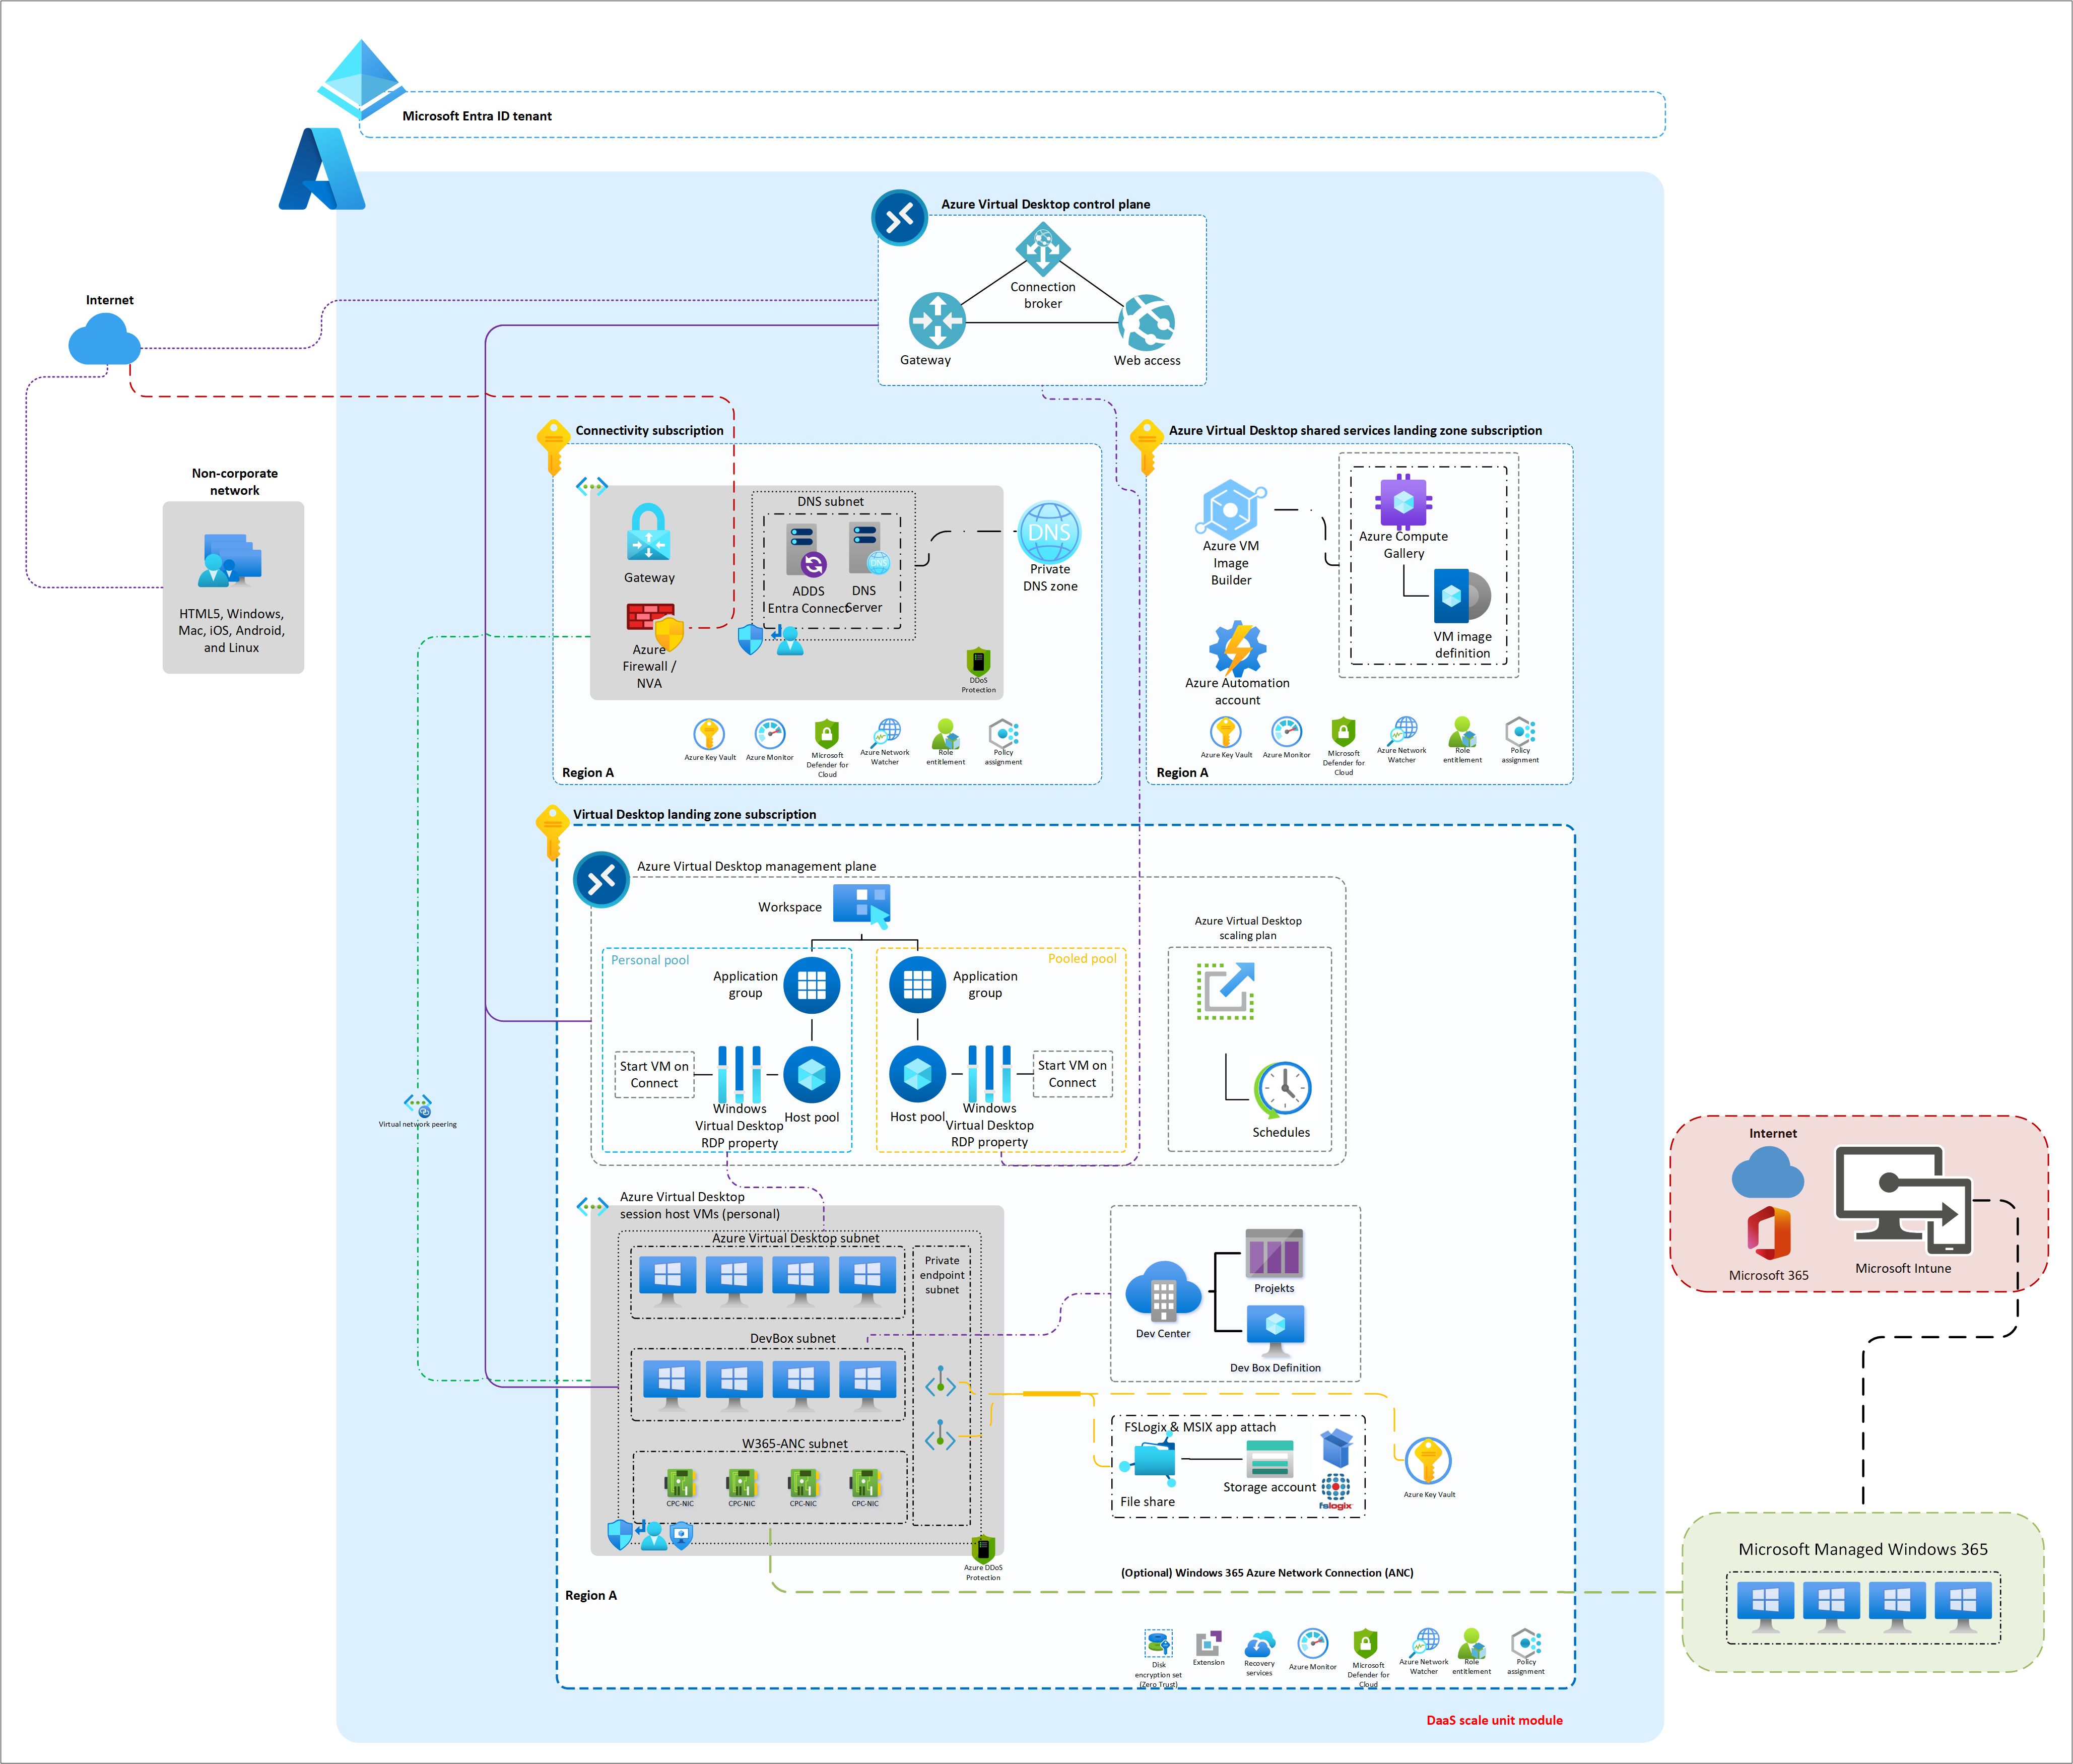 Microsoft Entra ID tenant
Azure Virtual Desktop control plane
Connection
broker
Gateway
Web access
Internet
Non-corporate
network
HTML5, Windows,
Mac, iOS, Android,
and Linux
Connectivity subscription
DNS subnet
Gateway
ADDS
Entra Connect
DNS
Server
DNS
DNS
Private
DNS zone
Azure
Firewall /
NVA
DDoS
Protection
Azure Key Vault
Azure Monitor
Microsoft
Defender for
Cloud
Azure Network
Watcher
Role
entitlement
Policy
assignment
Region A
Azure Virtual Desktop shared services landing zone subscription
Azure VM
Image
Builder
Azure Compute
Gallery
VM image
definition
Azure Automation
account
Azure Key Vault
Azure Monitor
Microsoft
Defender for
Cloud
Azure Network
Watcher
Role
entitlement
Policy
assignment
Region A
Virtual Desktop landing zone subscription
Azure Virtual Desktop management plane
Workspace
Personal pool
Application
group
Start VM on
Connect
Windows
Virtual Desktop
RDP property
Host pool
Pooled pool
Application
group
Host pool
Windows
Virtual Desktop
RDP property
Start VM on
Connect
Azure Virtual Desktop
scaling plan
Schedules
Virtual network peering
Azure Virtual Desktop
session host VMs (personal)
Azure Virtual Desktop subnet
Private
endpoint
subnet
DevBox subnet
W365-ANC subnet
CPC-NIC
CPC-NIC
CPC-NIC
CPC-NIC
Azure DDoS
Protection
Region A
Dev Center
Projekts
Dev Box Definition
FSLogix & MSIX app attach
File share
Storage account
fslogix
Azure Key Vault
(Optional) Windows 365 Azure Network Connection (ANC)
Disk
encryption set
(Zero Trust)
Extension
Recovery
services
Azure Monitor
Microsoft
Defender for
Cloud
Azure Network
Watcher
Role
entitlement
Policy
assignment
DaaS scale unit module
Internet
Microsoft 365
Microsoft Intune
Microsoft Managed Windows 365